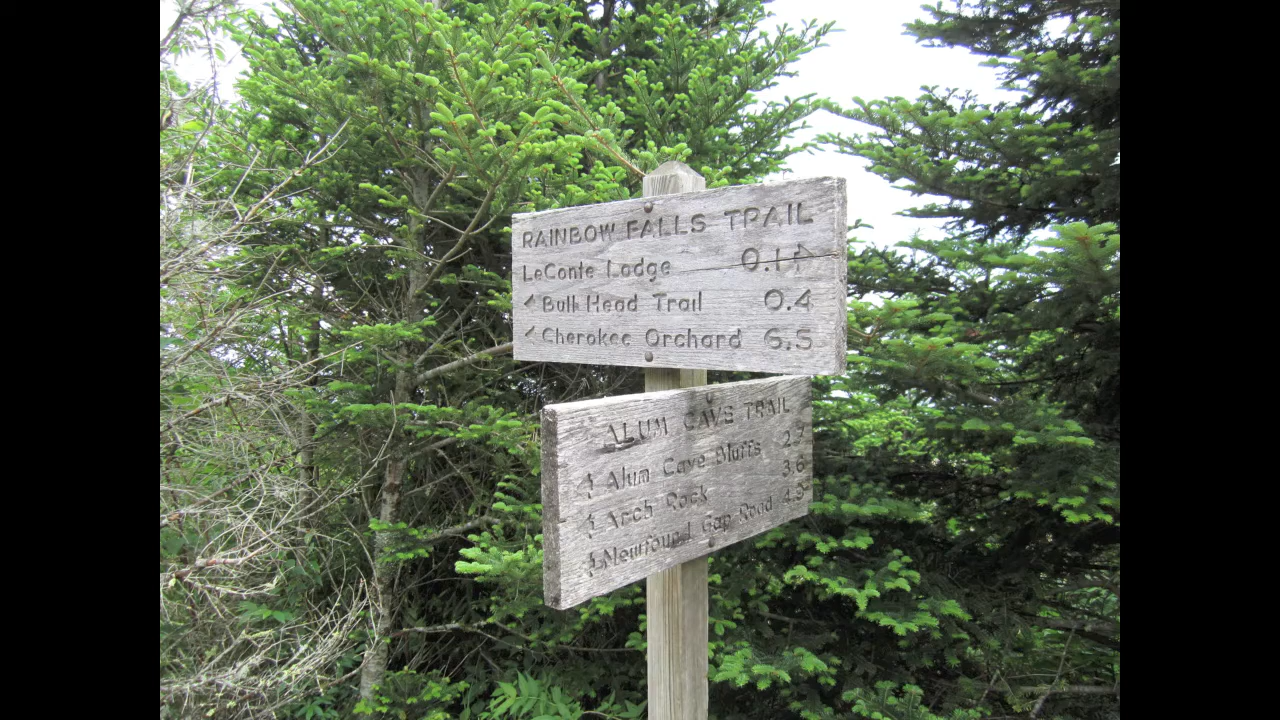 RAINBOW FALLS TRAIL
LeConte Lodge 0.1
Bull Head Trail 0.4
Cherokee Orchard 6.5
ALUM CAVE TRAIL
Alum Cave Bluffs 2.7
Arch Rock 3.6
Newfound Gap Road 4.9